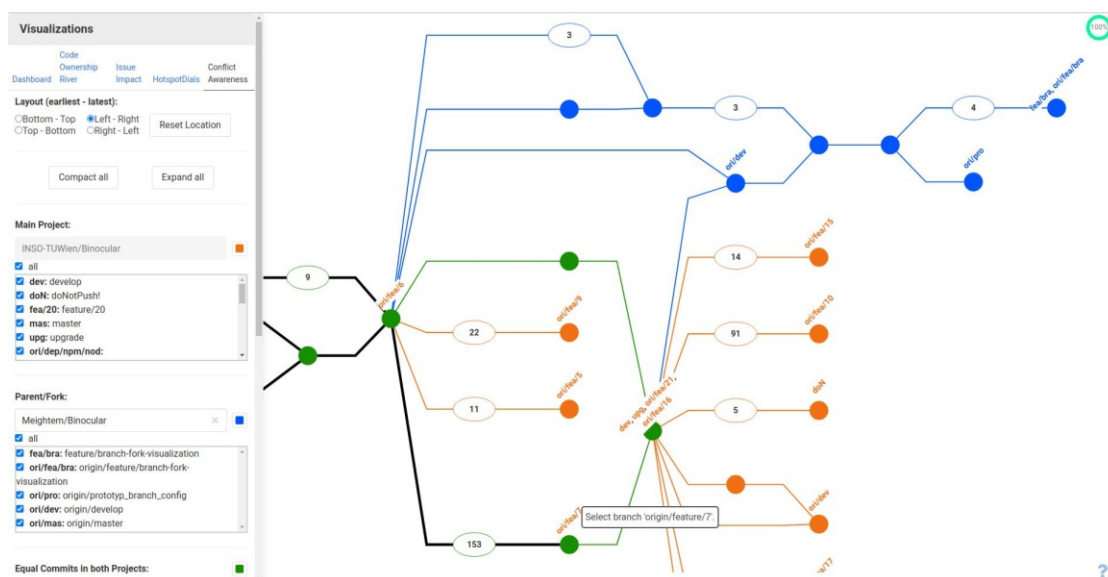 Visualizations
Dashboard
Code
Ownership
River
Issue
Impact
HotspotDials
Conflict
Awareness
Layout (earliest - latest):
Bottom - Top
Left - Right
Top - Bottom
Right - Left
Reset Location
Compact all
Expand all
Main Project:
INSO-TUWien/Binocular
all
dev: develop
doN: doNotPush!
fea/20: feature/20
mas: master
upg: upgrade
ori/dep/npm/nod:
Parent/Fork:
Meightem/Binocular
all
fea/bra: feature/branch-fork-visualization
ori/fea/bra: origin/feature/branch-fork-
visualization
ori/pro: origin/prototyp_branch_config
ori/dev: origin/develop
ori/mas: origin/master
Equal Commits in both Projects:
100%
3
3
4
fea/bra, ori/fea/bra
ori/dev
ori/pro
9
ori/fea/6
14
ori/fea/15
22
ori/fea/9
91
ori/fea/10
11
ori/fea/5
dev, upg, ori/fea/21,
ori/fea/16
5
doN
ori/dev
153
ori/fea/7
Select branch 'origin/feature/7'.
?